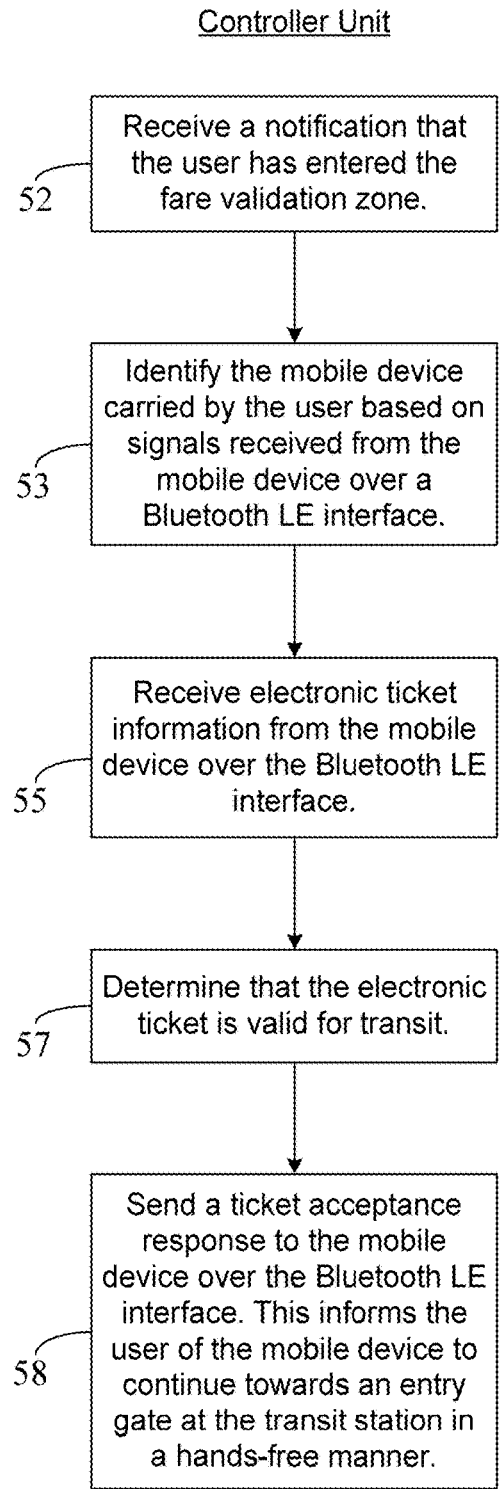 Controller Unit
Receive a notification that
the user has entered the
fare validation zone.
52
Identify the mobile device
carried by the user based on
signals received from the
mobile device over a
Bluetooth LE interface.
53
Receive electronic ticket
information from the mobile
device over the Bluetooth LE
interface.
55
Determine that the electronic
ticket is valid for transit.
57
Send a ticket acceptance
response to the mobile
device over the Bluetooth LE
interface. This informs the
user of the mobile device to
continue towards an entry
gate at the transit station in
a hands-free manner.
58